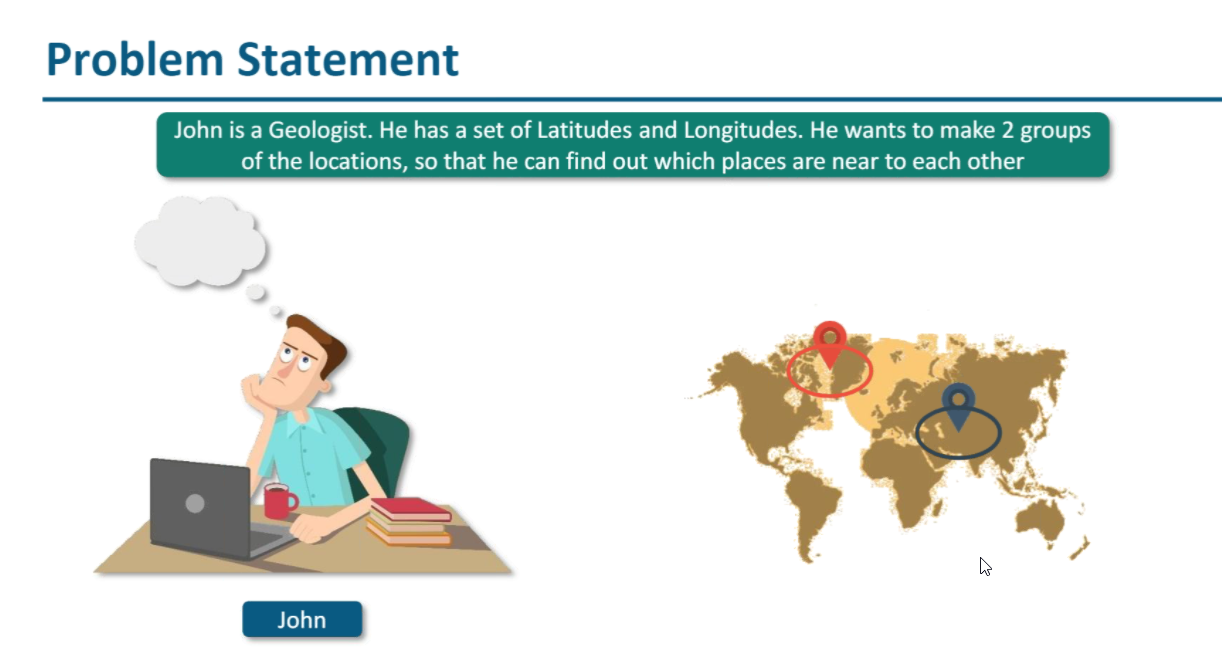 Problem Statement
John is a Geologist. He has a set of Latitudes and Longitudes. He wants to make 2 groups
of the locations, so that he can find out which places are near to each other
John